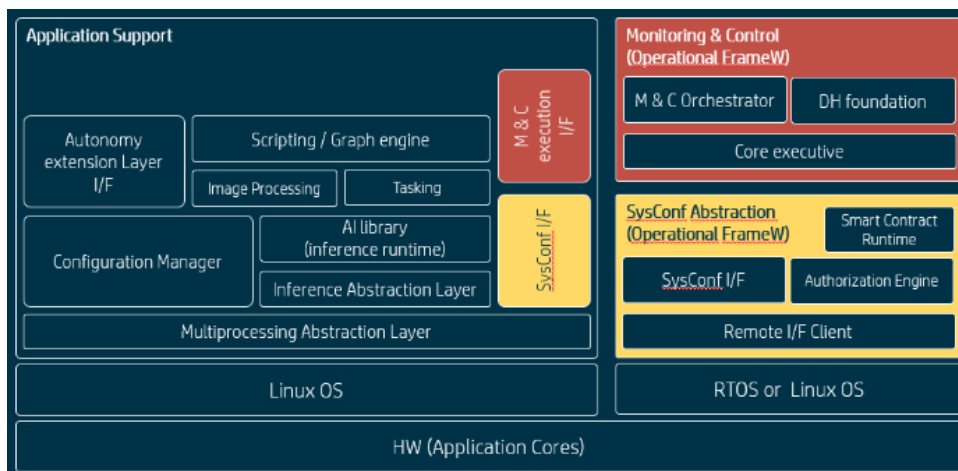 Application Support
Autonomy
extension Layer
I/F
Scripting / Graph engine
Image Processing
Tasking
M & C
execution
I/F
Configuration Manager
AI library
(inference runtime)
Inference Abstraction Layer
SysConf I/F
Multiprocessing Abstraction Layer
Linux OS
Monitoring & Control
(Operational FrameW)
M & C Orchestrator
DH foundation
Core executive
SysConf Abstraction
(Operational FrameW)
Smart Contract
Runtime
SysConf I/F
Authorization Engine
Remote I/F Client
RTOS or Linux OS
HW (Application Cores)